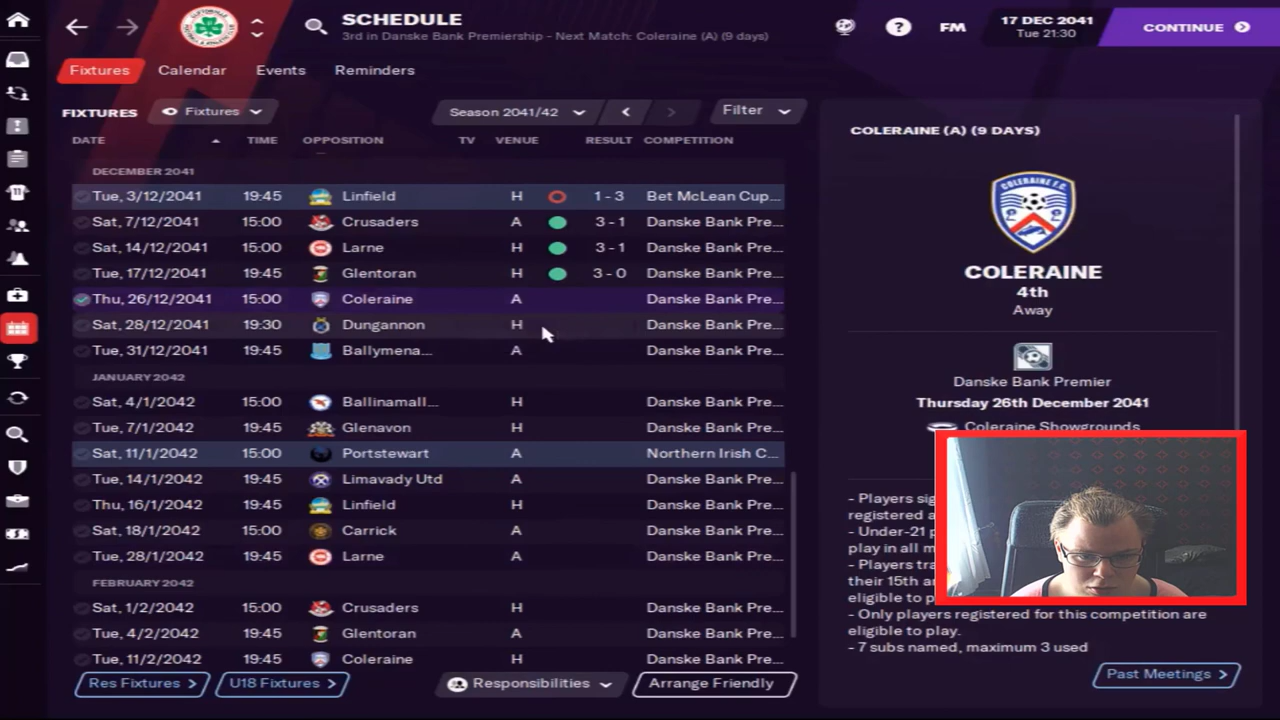 SCHEDULE
3rd in Danske Bank Premiership - Next Match: Coleraine (A) (9 days)
FM
17 DEC 2041
Tue 21:30
CONTINUE
Fixtures
Calendar
Events
Reminders
FIXTURES
Fixtures
Season 2041/42
Filter
DATE TIME OPPOSITION TV VENUE RESULT COMPETITION
DECEMBER 2041
Tue, 3/12/2041 19:45 Linfield H 1 - 3 Bet McLean Cup...
Sat, 7/12/2041 15:00 Crusaders A 3 - 1 Danske Bank Pre...
Sat, 14/12/2041 15:00 Larne H 3 - 1 Danske Bank Pre...
Tue, 17/12/2041 19:45 Glentoran H 3 - 0 Danske Bank Pre...
Thu, 26/12/2041 15:00 Coleraine A Danske Bank Pre...
Sat, 28/12/2041 19:30 Dungannon H Danske Bank Pre...
Tue, 31/12/2041 19:45 Ballymena... A Danske Bank Pre...
JANUARY 2042
Sat, 4/1/2042 15:00 Ballinamall... H Danske Bank Pre...
Tue, 7/1/2042 19:45 Glenavon H Danske Bank Pre...
Sat, 11/1/2042 15:00 Portstewart A Northern Irish C...
Tue, 14/1/2042 19:45 Limavady Utd A Danske Bank Pre...
Thu, 16/1/2042 19:45 Linfield H Danske Bank Pre...
Sat, 18/1/2042 15:00 Carrick A Danske Bank Pre...
Tue, 28/1/2042 19:45 Larne A Danske Bank Pre...
FEBRUARY 2042
Sat, 1/2/2042 15:00 Crusaders H Danske Bank Pre...
Tue, 4/2/2042 19:45 Glentoran A Danske Bank Pre...
Tue, 11/2/2042 19:45 Coleraine H Danske Bank Pre...
Res Fixtures
U18 Fixtures
Responsibilities
Arrange Friendly
COLERAINE (A) (9 DAYS)
COLERAINE F.C.
COLERAINE
4th
Away
Danske Bank Premier
Thursday 26th December 2041
Coleraine Showgrounds
- Players
registered
- Under-21
play in all
- Players
their 15th
eligible to
- Only players registered for this competition are
eligible to play.
- 7 subs named, maximum 3 used
Past Meetings